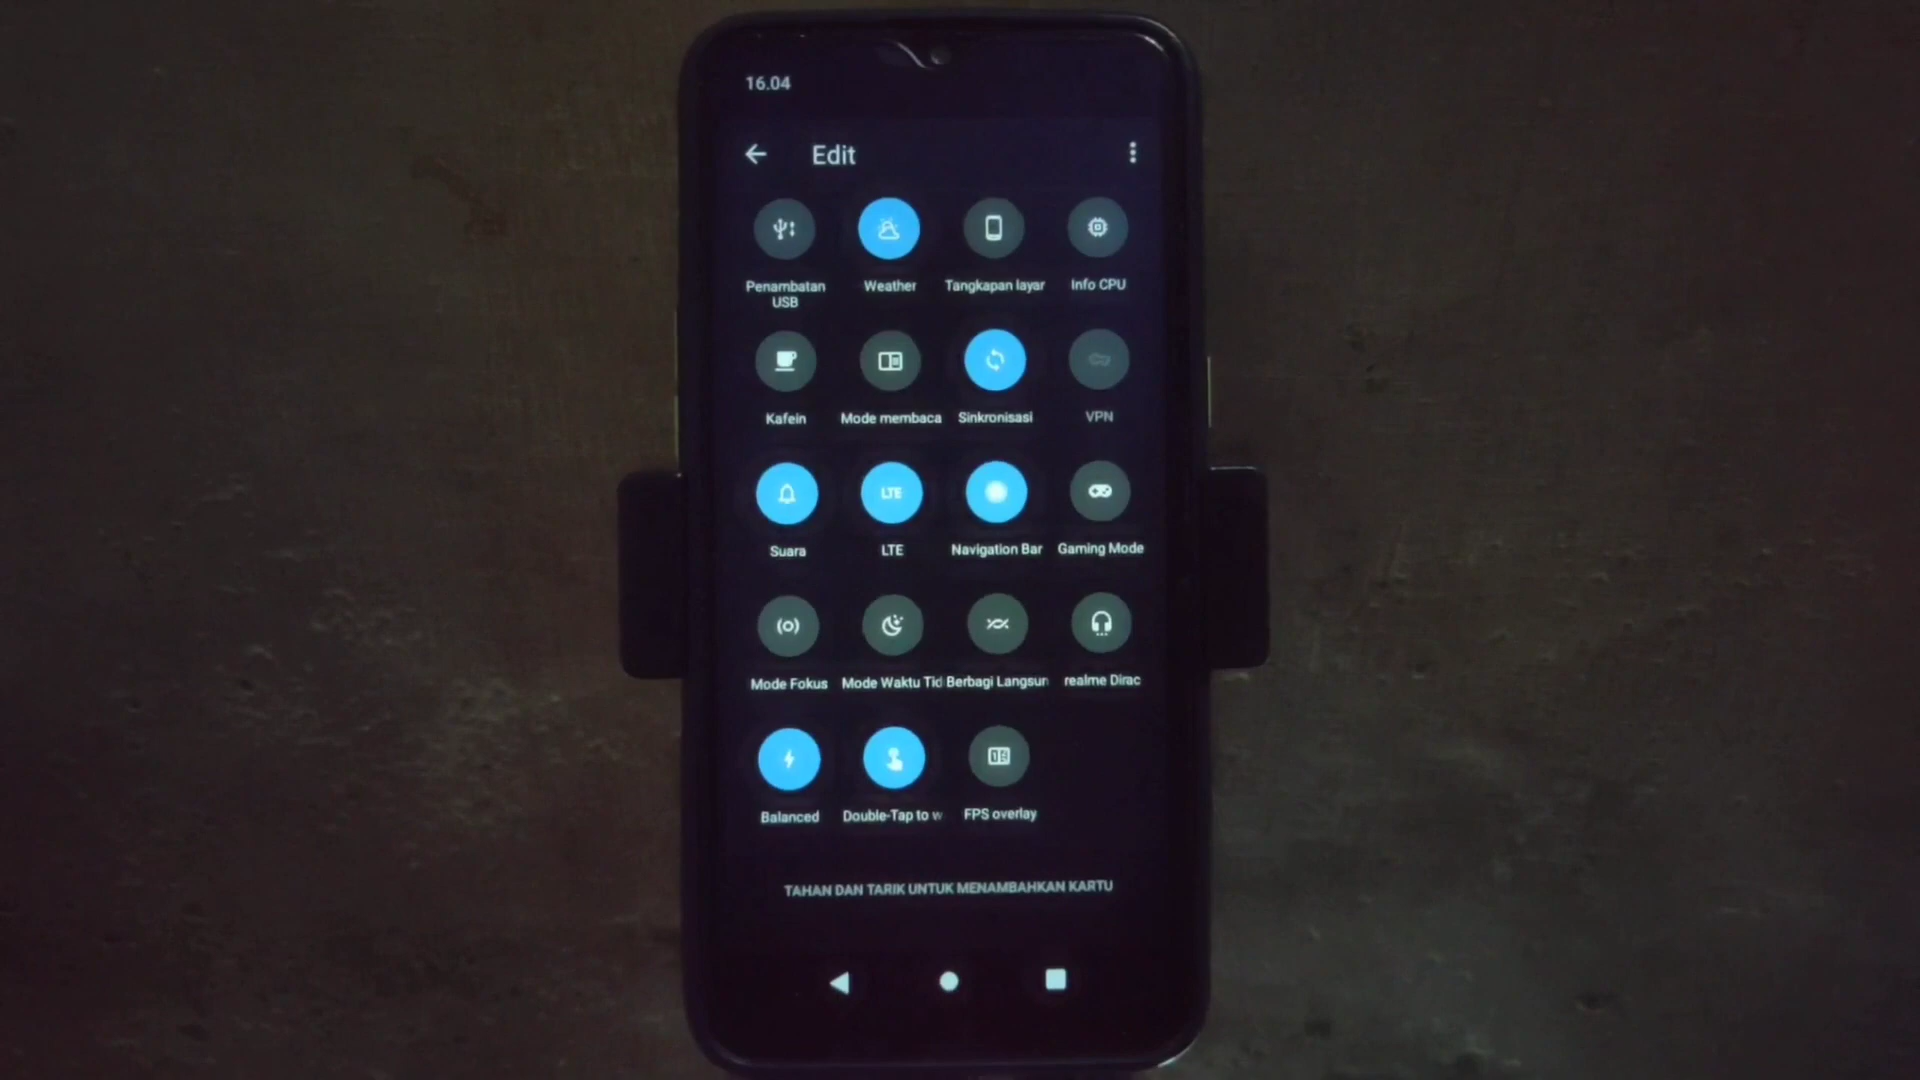 16.04
Edit
Penambatan
USB
Weather
Tangkapan layar
Info CPU
Kafein
Mode membaca
Sinkronisasi
VPN
LTE
Suara
LTE
Navigation Bar
Gaming Mode
Mode Fokus
Mode Waktu Tid
Berbagi Langsun
realme Dirac
Balanced
Double-Tap to w
FPS overlay
TAHAN DAN TARIK UNTUK MENAMBAHKAN KARTU